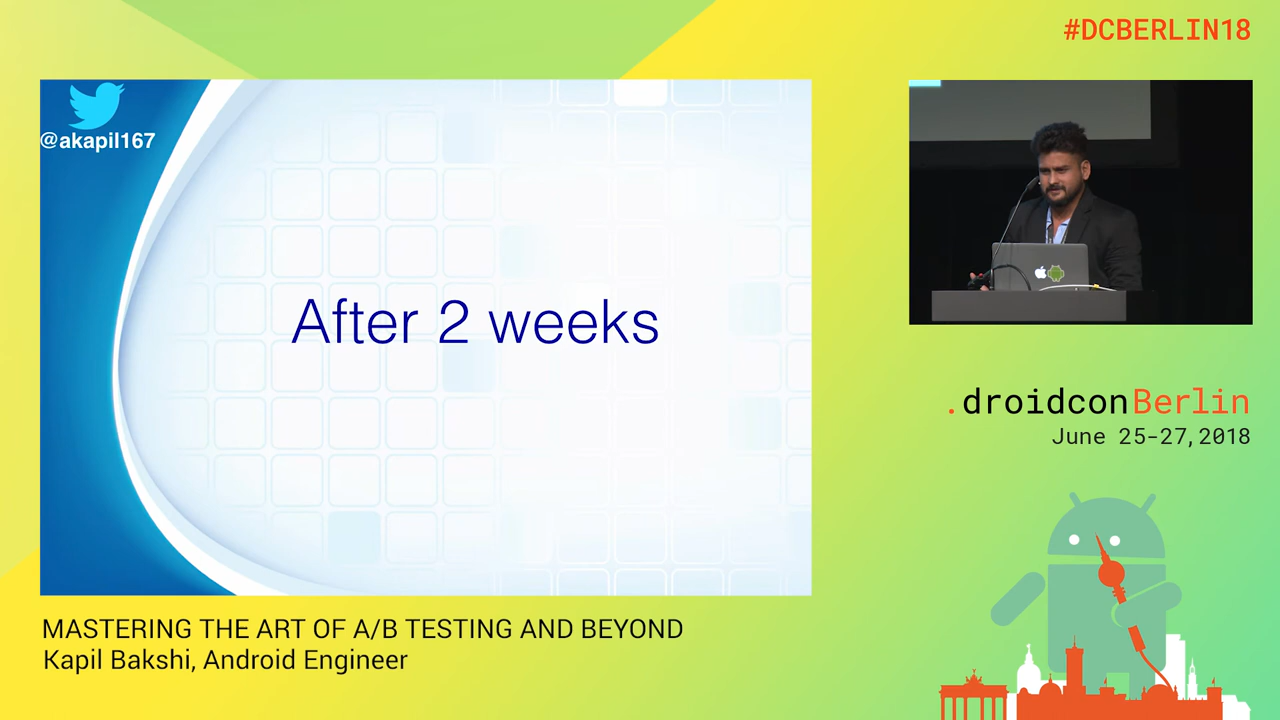 #DCBERLIN18
@akapil167
After 2 weeks
.droidconBerlin
June 25-27, 2018
MASTERING THE ART OF A/B TESTING AND BEYOND
Kapil Bakshi, Android Engineer